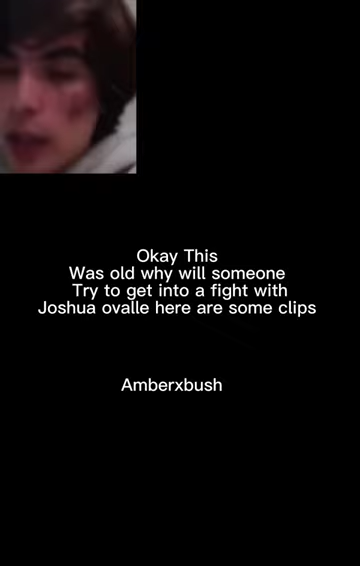 Okay This
Was old why will someone
Try to get into a fight with
Joshua ovalle here are some clips
Amberxbush